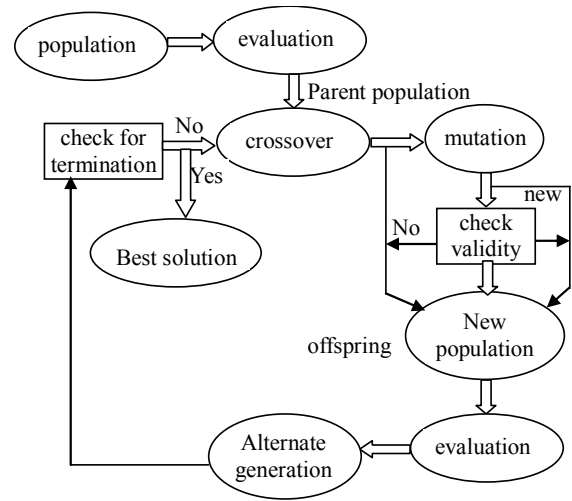 population
evaluation
Parent population
check for
termination
No
crossover
mutation
Yes
new
Best solution
No
check
validity
offspring
New
population
Alternate
generation
evaluation